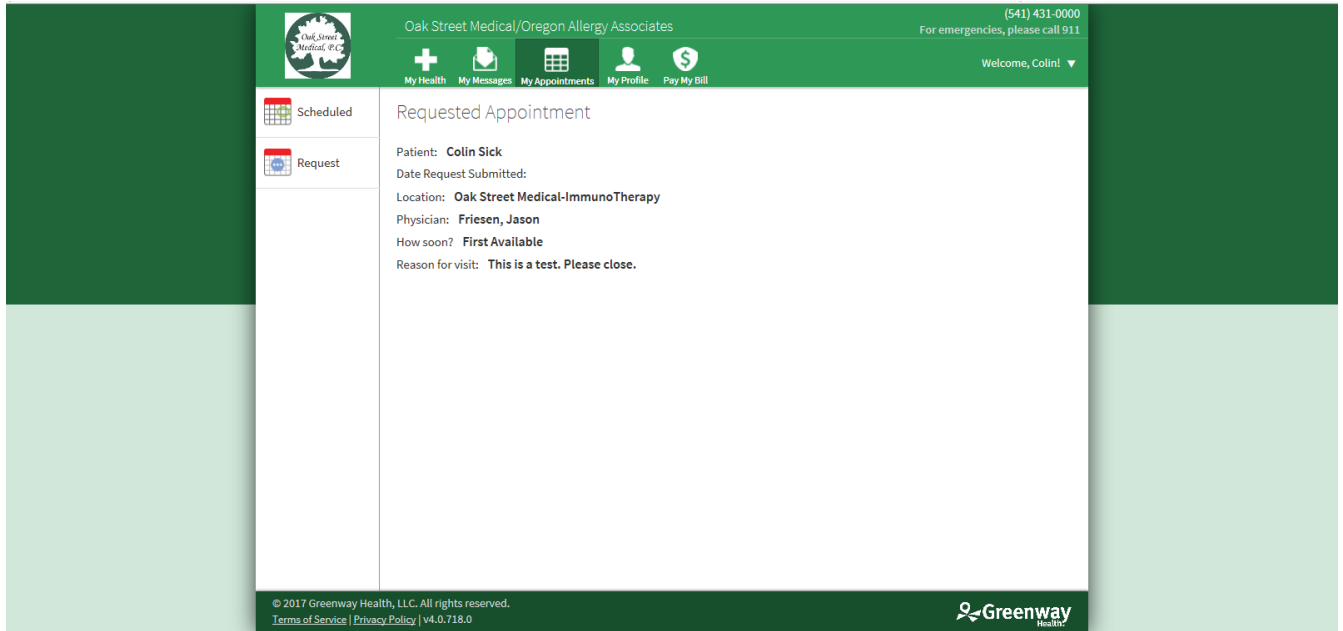 Oak Street
Medical, P.C.
Oak Street Medical/Oregon Allergy Associates
(541) 431-0000
For emergencies, please call 911
My Health My Messages My Appointments My Profile Pay My Bill
Welcome, Colin! ▼
Scheduled
Request
Requested Appointment
Patient: Colin Sick
Date Request Submitted:
Location: Oak Street Medical-ImmunoTherapy
Physician: Friesen, Jason
How soon? First Available
Reason for visit: This is a test. Please close.
© 2017 Greenway Health, LLC. All rights reserved.
Terms of Service | Privacy Policy | v4.0.718.0
Greenway
Health